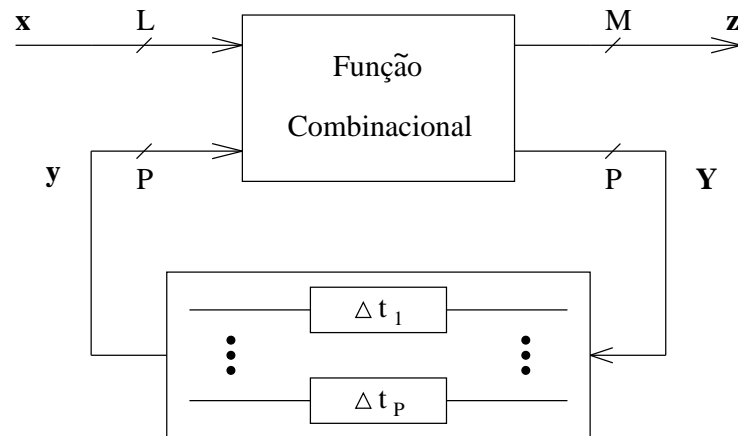 x L M z
Função
Combinacional
y P P Y
△ t 1
△ t P